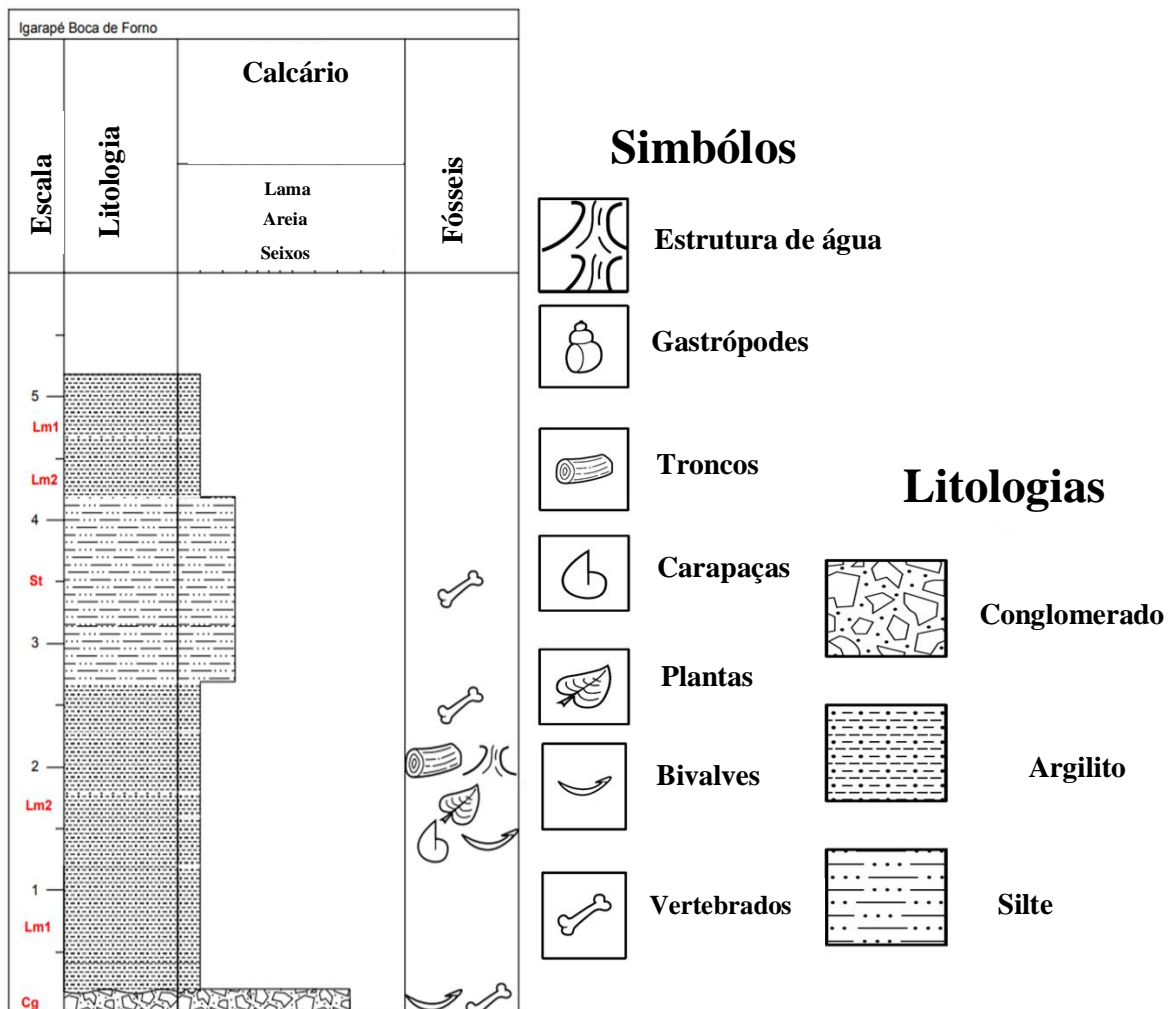 Igarapé Boca de Forno
Escala
Litologia
Calcário
Lama
Areia
Seixos
Fósseis
5
Lm1
Lm2
4
St
3
2
Lm2
1
Lm1
Cg
Simbólos
Estrutura de água
Gastrópodes
Troncos
Carapaças
Plantas
Bivalves
Vertebrados
Litologias
Conglomerado
Argilito
Silte